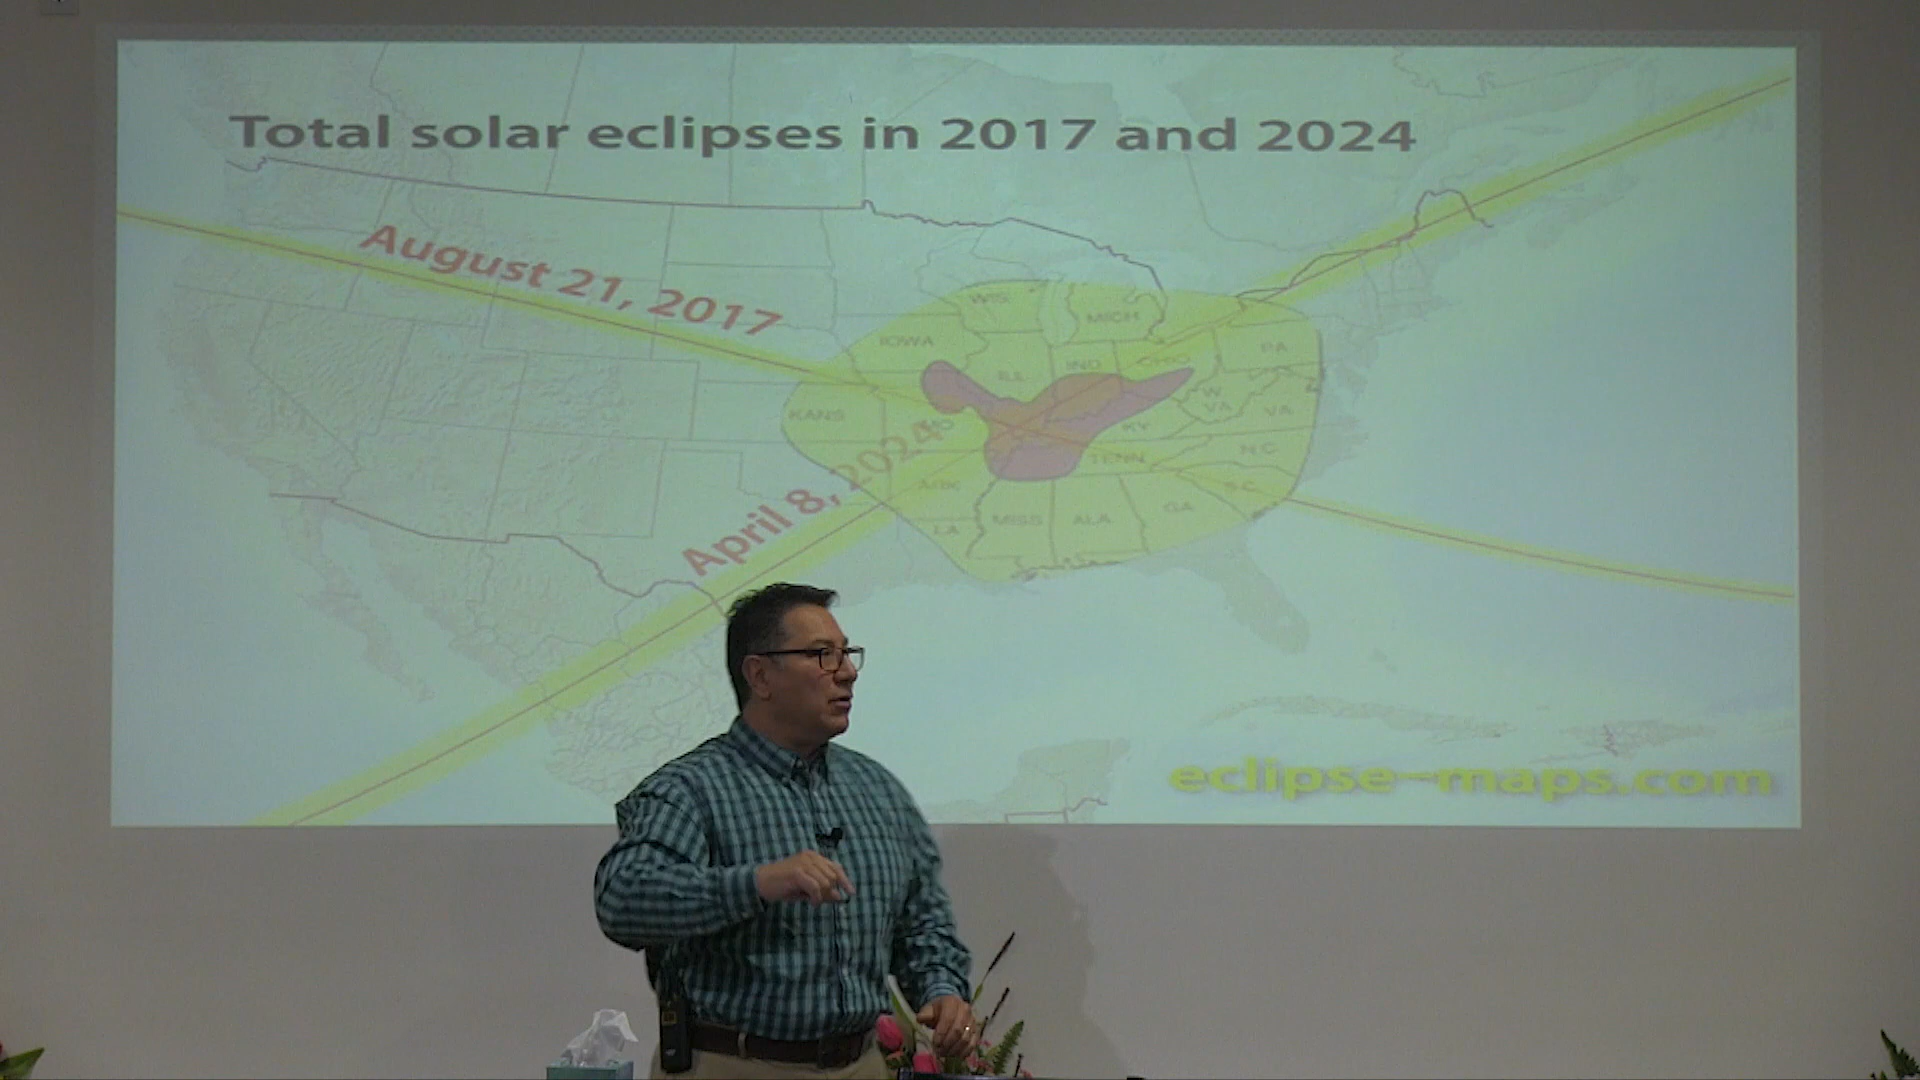 Total solar eclipses in 2017 and 2024
August 21, 2017
WIS
MICH
IOWA
PA
ILL
IND
OHIO
W.
VA
VA
KANS
MO
KY
April 8, 2024
TENN
N.C
ARK
S.C
LA
MISS
ALA
GA
eclipse-maps.com